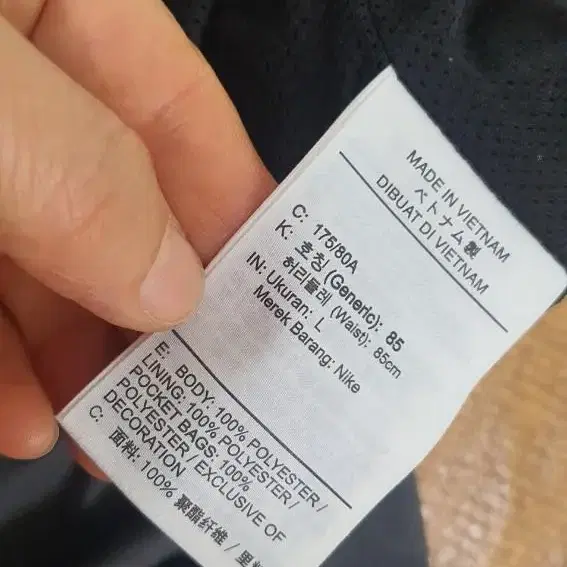 MADE IN VIETNAM
ベトナム製
DIBUAT DI VIETNAM
C: 175/80A
K: 호칭 (Generic): 85
허리둘레 (Waist): 85cm
IN: Ukuran: L
Merek Barang: Nike
E: BODY: 100% POLYESTER /
LINING: 100% POLYESTER /
POCKET BAGS: 100%
POLYESTER / EXCLUSIVE OF
DECORATION
C: 面料: 100% 聚酯纤维 / 里料